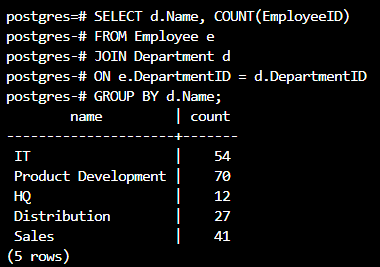 postgres=# SELECT d.Name, COUNT(EmployeeID)
postgres-# FROM Employee e
postgres-# JOIN Department d
postgres-# ON e.DepartmentID = d.DepartmentID
postgres-# GROUP BY d.Name;
        name         | count
---------------------+-------
 IT                  |    54
 Product Development |    70
 HQ                  |    12
 Distribution        |    27
 Sales               |    41
(5 rows)